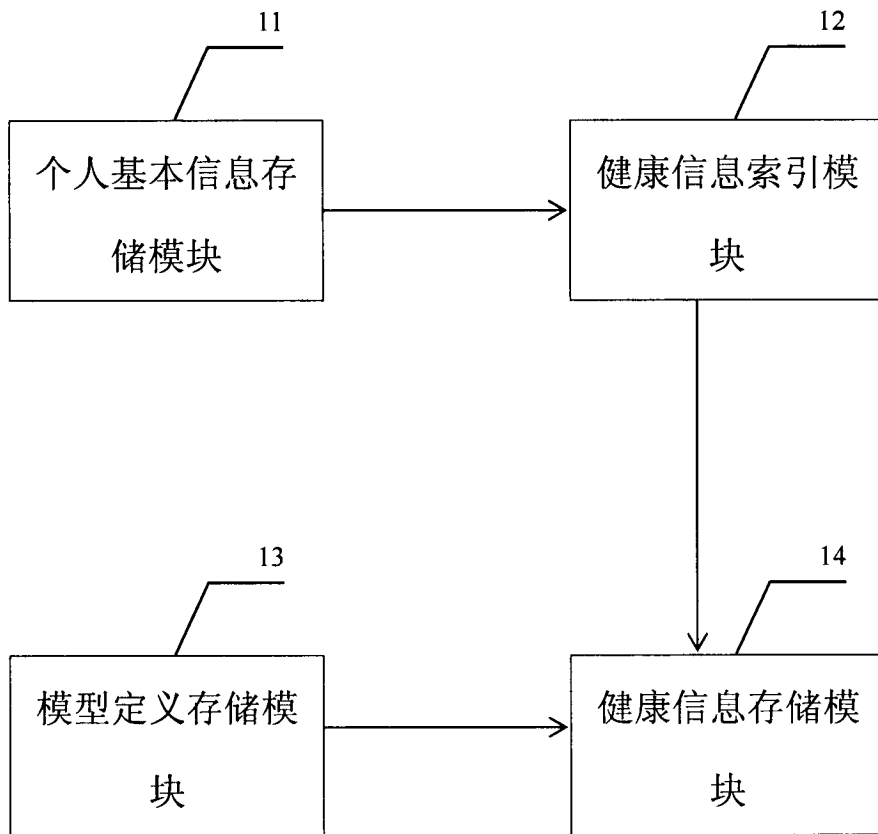 11
个人基本信息存
储模块
12
健康信息索引模
块
13
模型定义存储模
块
14
健康信息存储模
块